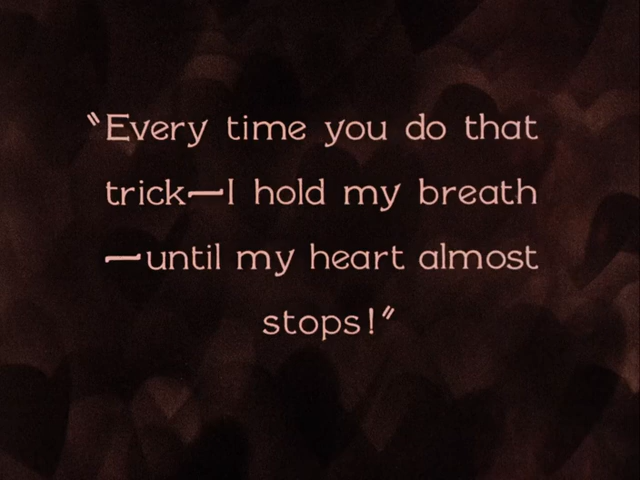 "Every time you do that
trick—I hold my breath
—until my heart almost
stops!"